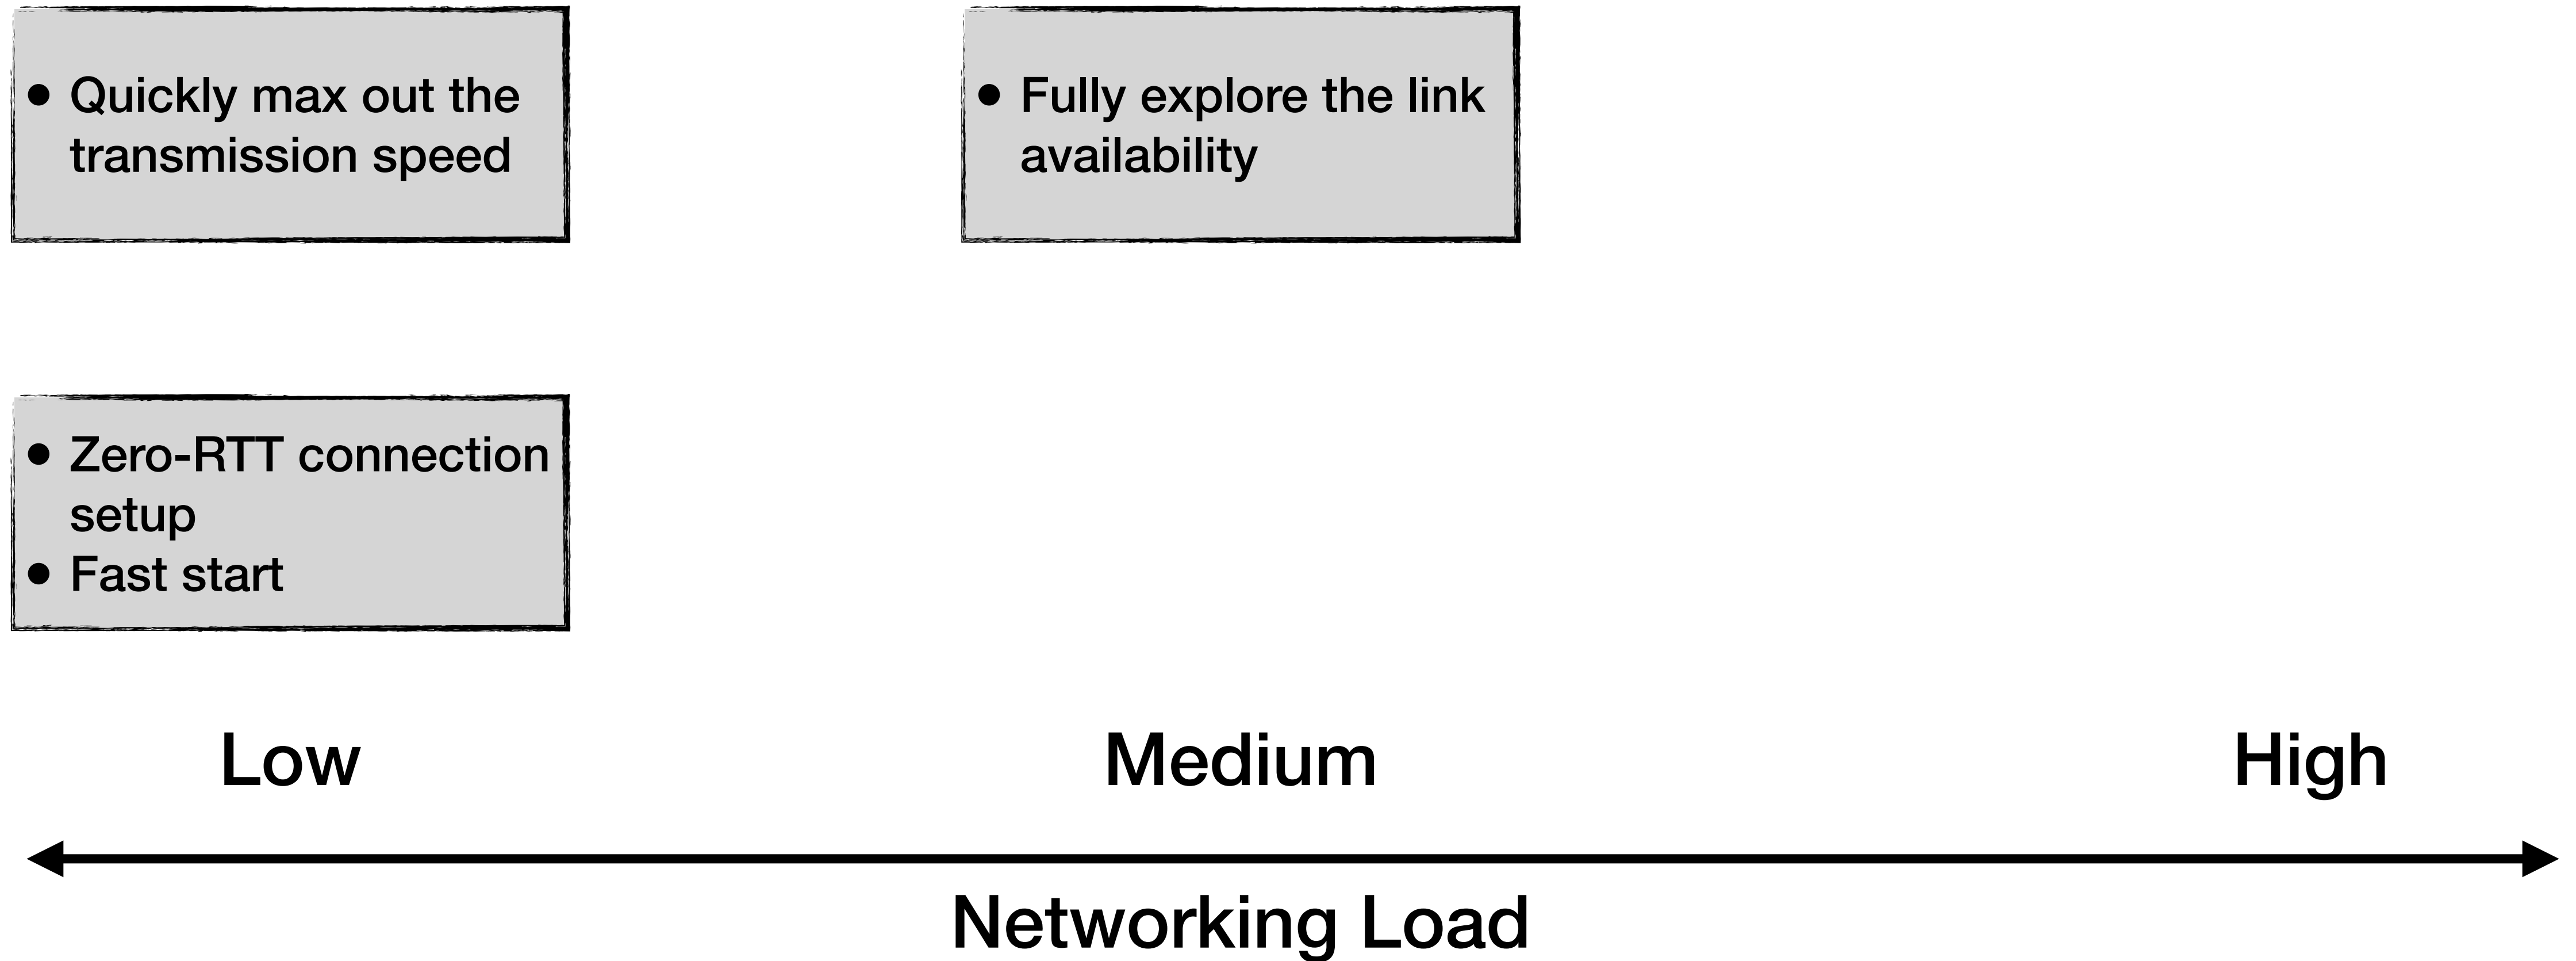 • Quickly max out the
transmission speed
• Fully explore the link
availability
• Zero-RTT connection
setup
• Fast start
Low
Medium
High
Networking Load